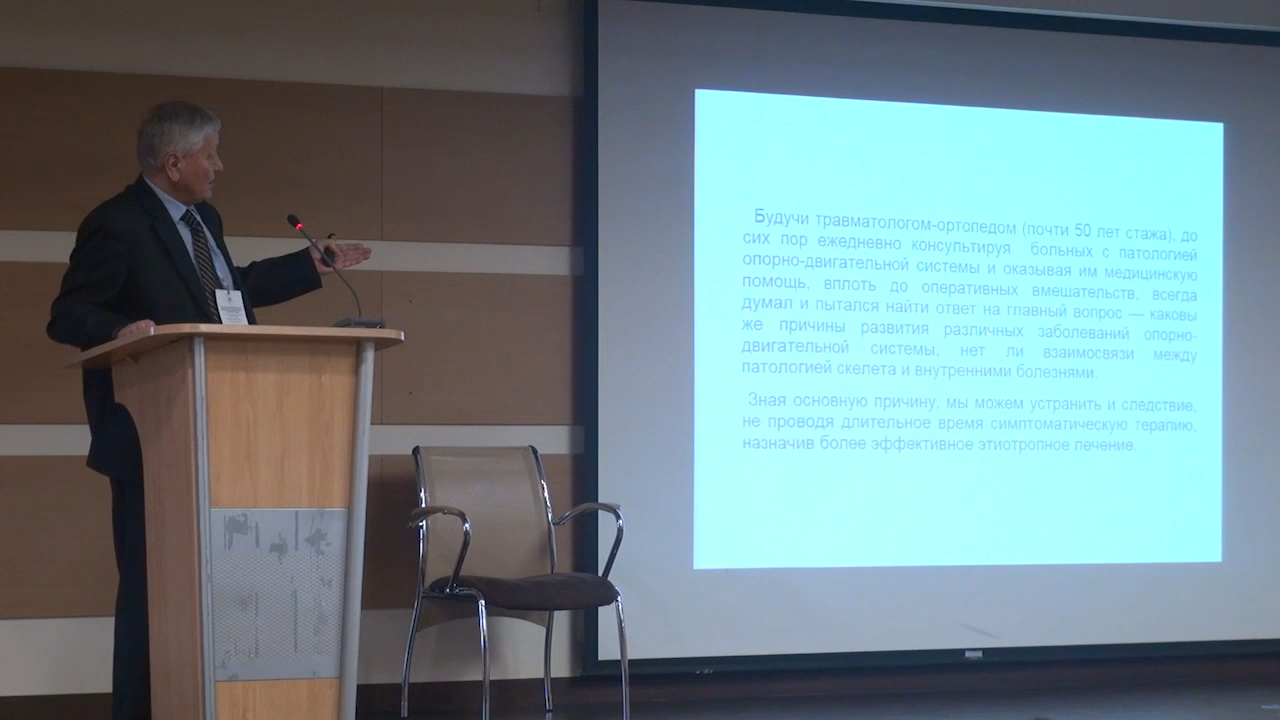 Будучи травматологом-ортопедом (почти 50 лет стажа), до
сих пор ежедневно консультируя больных с патологией
опорно-двигательной системы и оказывая им медицинскую
помощь, вплоть до оперативных вмешательств, всегда
думал и пытался найти ответ на главный вопрос — каковы
же причины развития различных заболеваний опорно-
двигательной системы, нет ли взаимосвязи между
патологией скелета и внутренними болезнями.
Зная основную причину, мы можем устранить и следствие,
не проводя длительное время симптоматическую терапию,
назначив более эффективное этиотропное лечение.